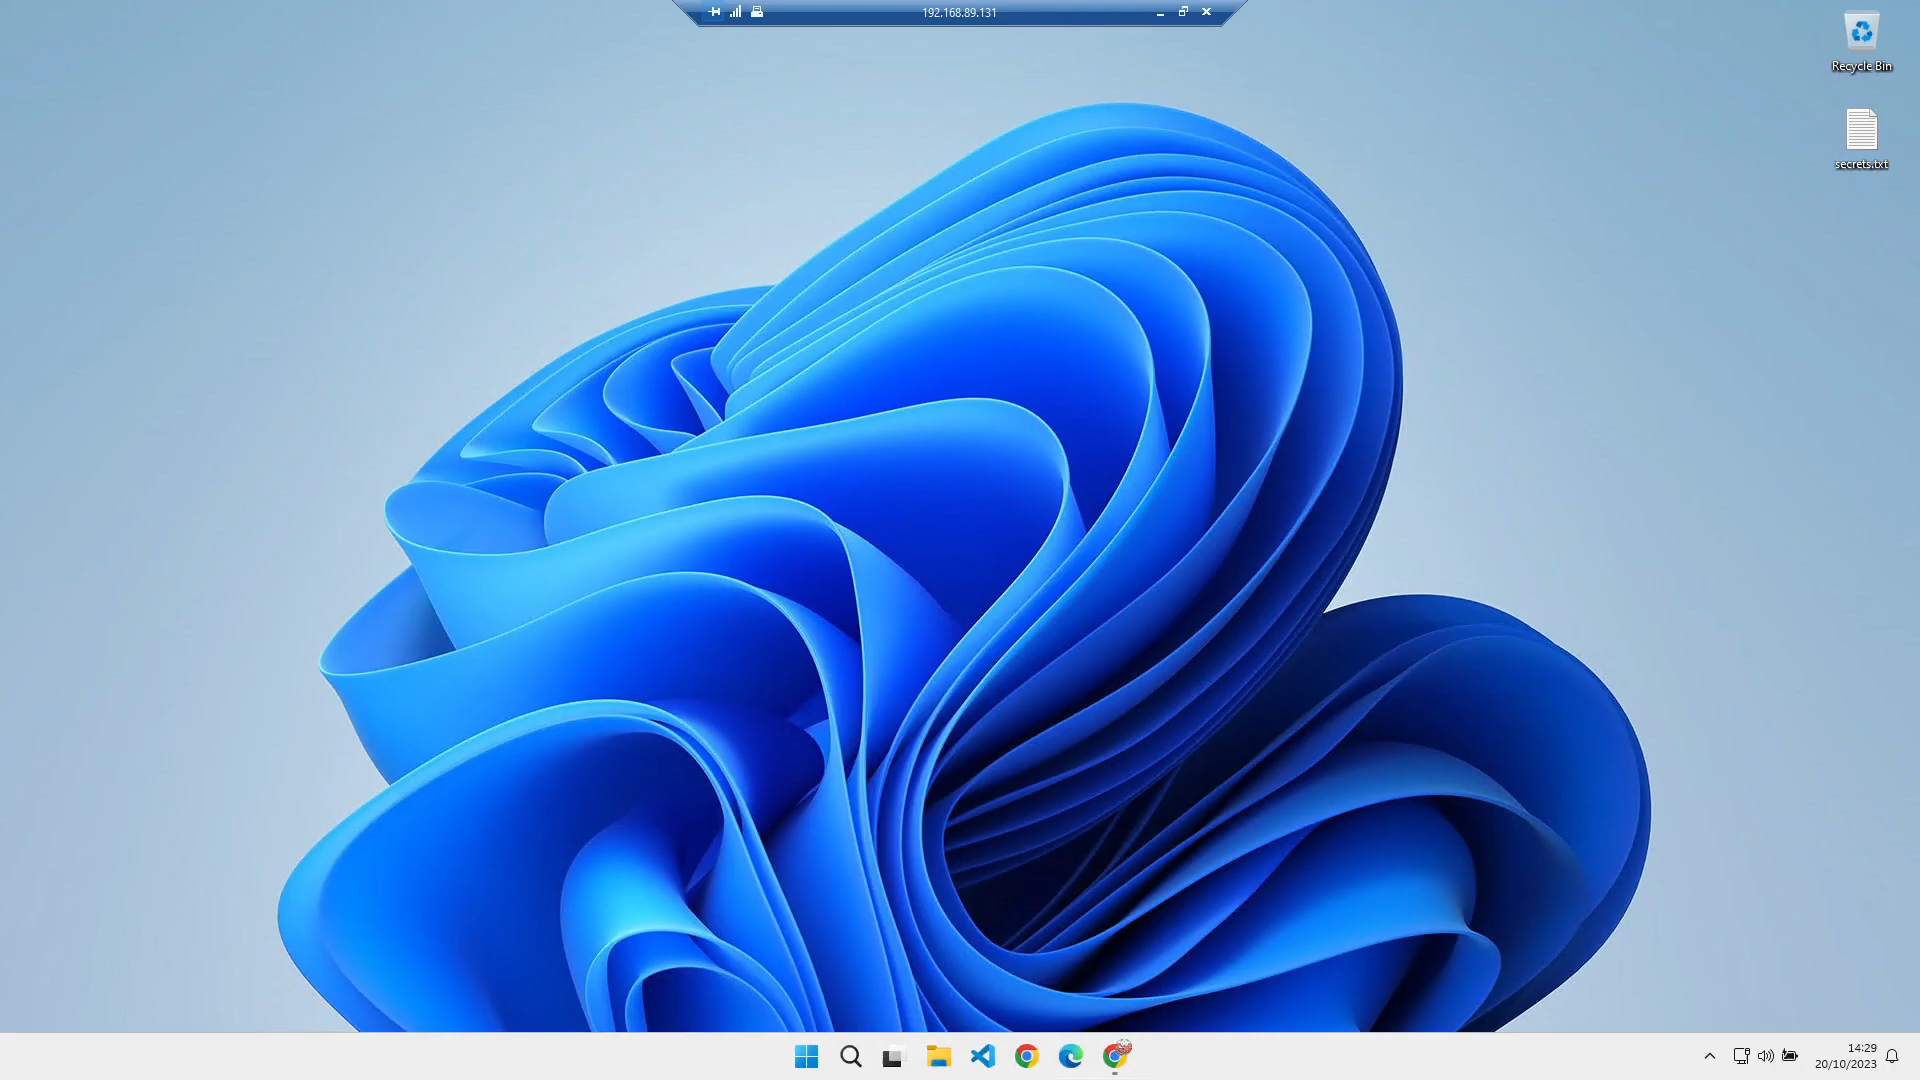 192.168.89.131
Recycle Bin
secrets.txt
14:29
20/10/2023